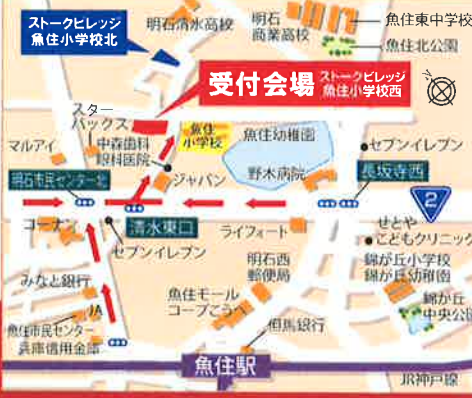 ストークビレッジ
魚住小学校北
明石清水高校
明石
商業高校
魚住東中学校
魚住北公園
受付会場
ストークビレッジ
魚住小学校西
スター
バックス
魚住
小学校
魚住幼稚園
セブンイレブン
マルアイ
中森歯科
眼科医院
ジャパン
野木病院
明石市民センター北
長坂寺西
2
コーナン
清水東口
セブンイレブン
ライフォート
せとや
こどもクリニック
錦が丘小学校
錦が丘幼稚園
明石西
郵便局
みなと銀行
魚住モール
コープこうべ
錦が丘
中央公園
JA
魚住市民センター
兵庫信用金庫
但馬銀行
魚住駅
JR神戸線